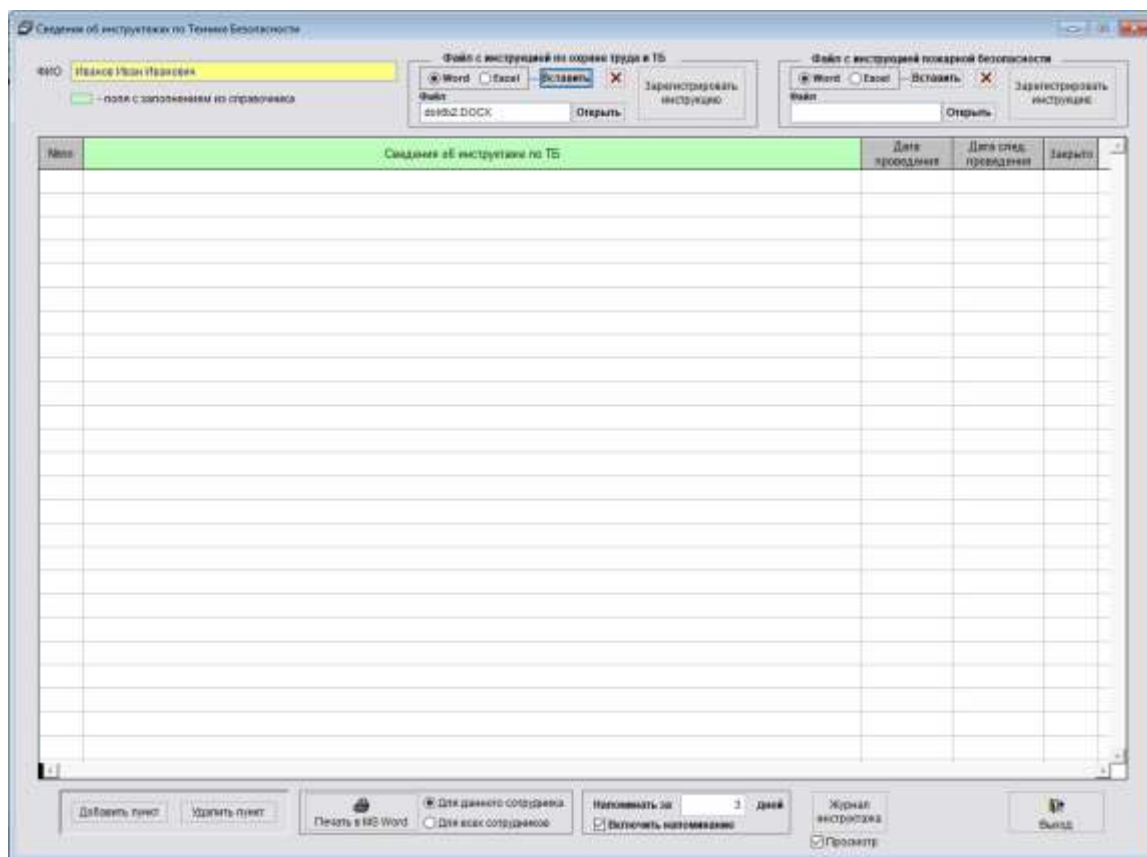 Сведения об инструктажах по Технике Безопасности
ФИО Иванов Иван Иванович
- поля с заполнением из справочника
Файл с инструкцией по охране труда и ТБ
Word Excel Вставить X
Зарегистрировать инструкцию
Файл
Открыть
Файл с инструкцией пожарной безопасности
Word Excel Вставить X
Зарегистрировать инструкцию
Файл
Открыть
Сведения об инструктаже по ТБ
Дата проведения
Дата след. проведения
Закрыто
Добавить пункт
Удалить пункт
Печать в MS Word
Для данного сотрудника
Для всех сотрудников
Напоминать за 3 дней
Включить напоминание
Журнал инструктажа
Просмотр
Выход